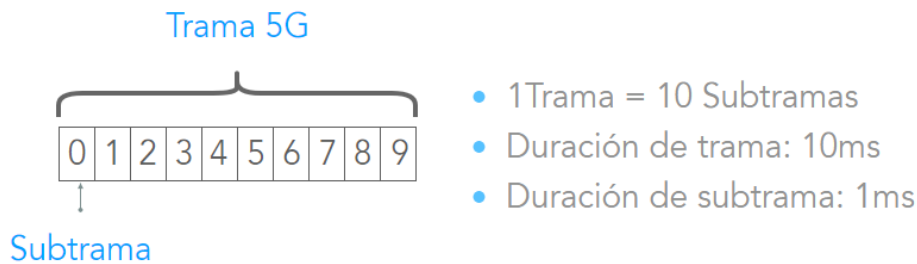 Trama 5G
0 1 2 3 4 5 6 7 8 9
Subtrama
1Trama = 10 Subtramas
Duración de trama: 10ms
Duración de subtrama: 1ms